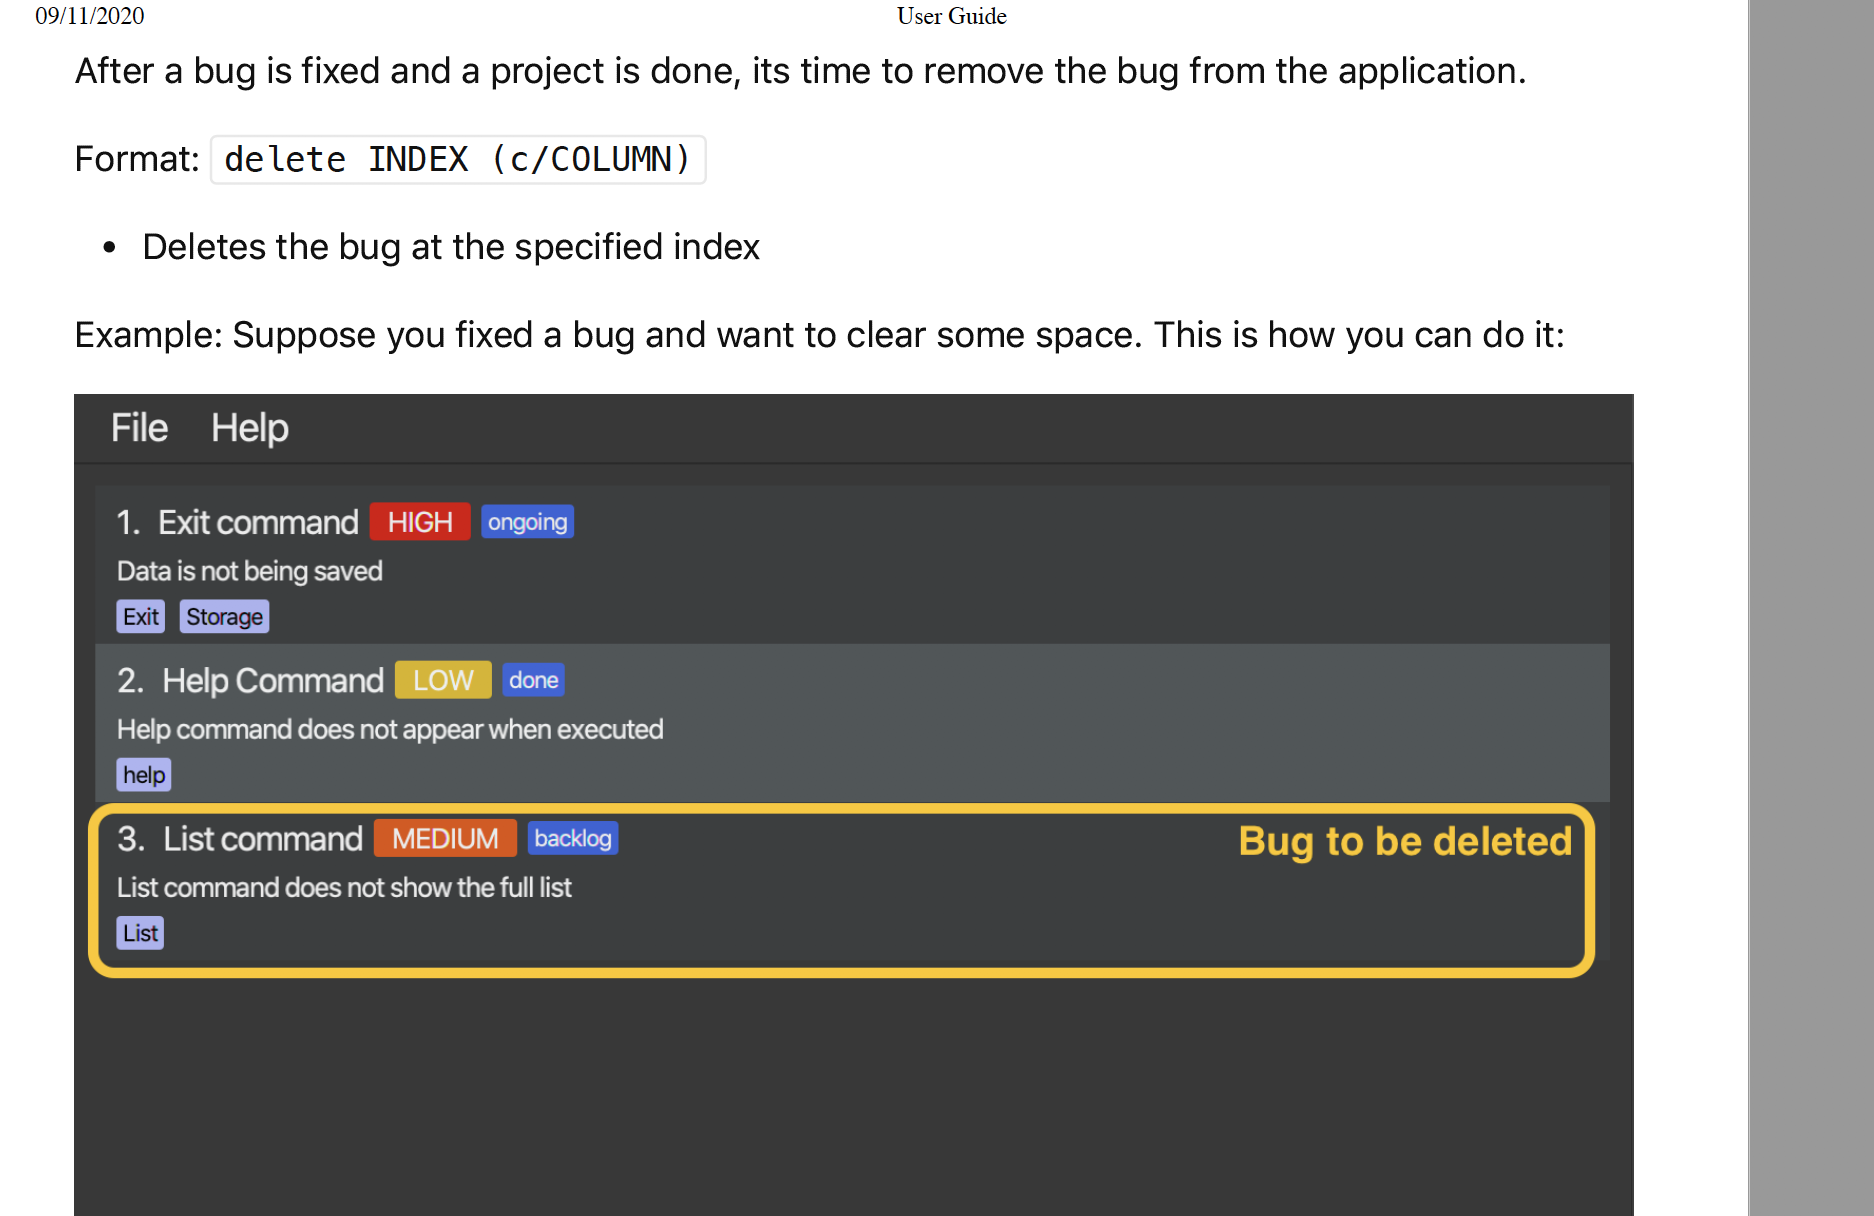 09/11/2020 User Guide
After a bug is fixed and a project is done, its time to remove the bug from the application.
Format: delete INDEX (c/COLUMN)
• Deletes the bug at the specified index
Example: Suppose you fixed a bug and want to clear some space. This is how you can do it:
File Help
1. Exit command HIGH ongoing
Data is not being saved
Exit Storage
2. Help Command LOW done
Help command does not appear when executed
help
3. List command MEDIUM backlog Bug to be deleted
List command does not show the full list
List